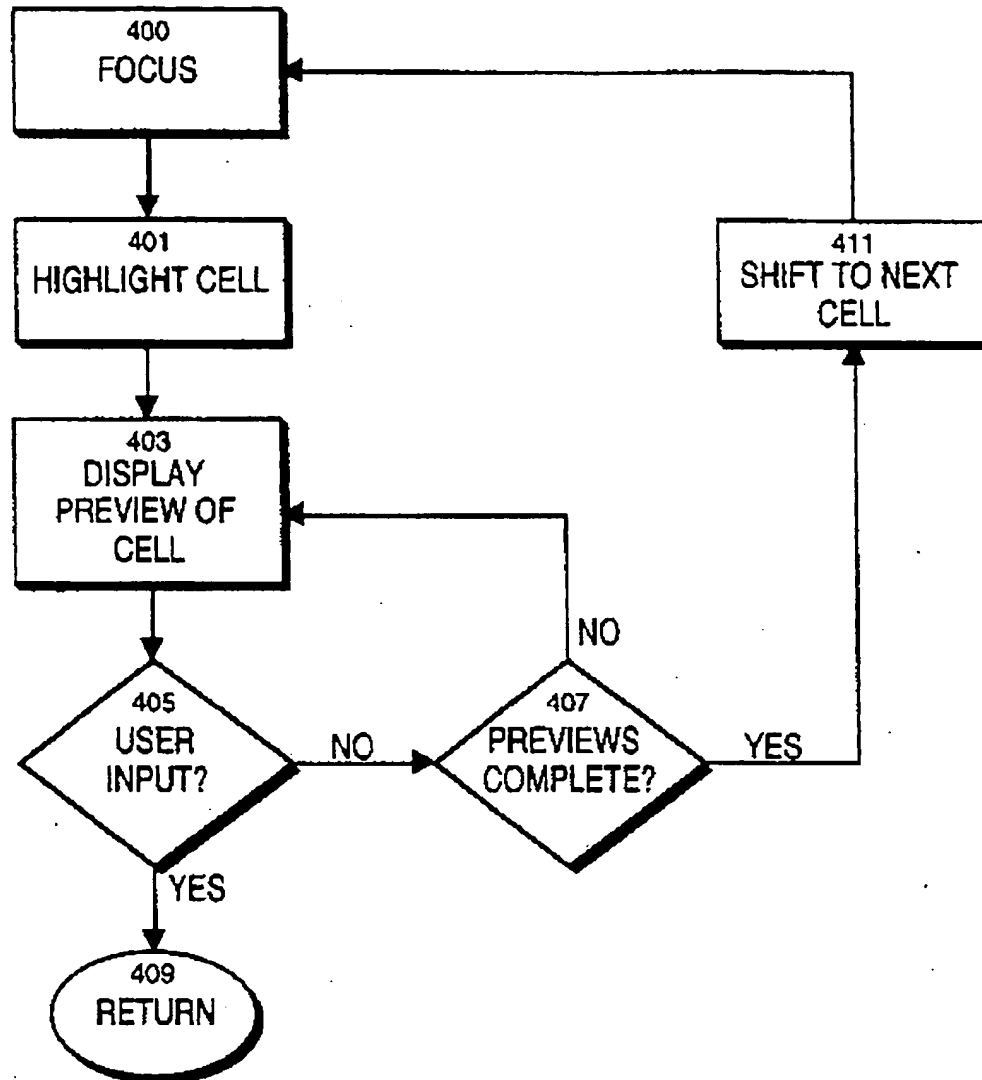 400
FOCUS
401
HIGHLIGHT CELL
411
SHIFT TO NEXT
CELL
403
DISPLAY
PREVIEW OF
CELL
NO
405
USER
INPUT?
NO
407
PREVIEWS
COMPLETE?
YES
YES
409
RETURN